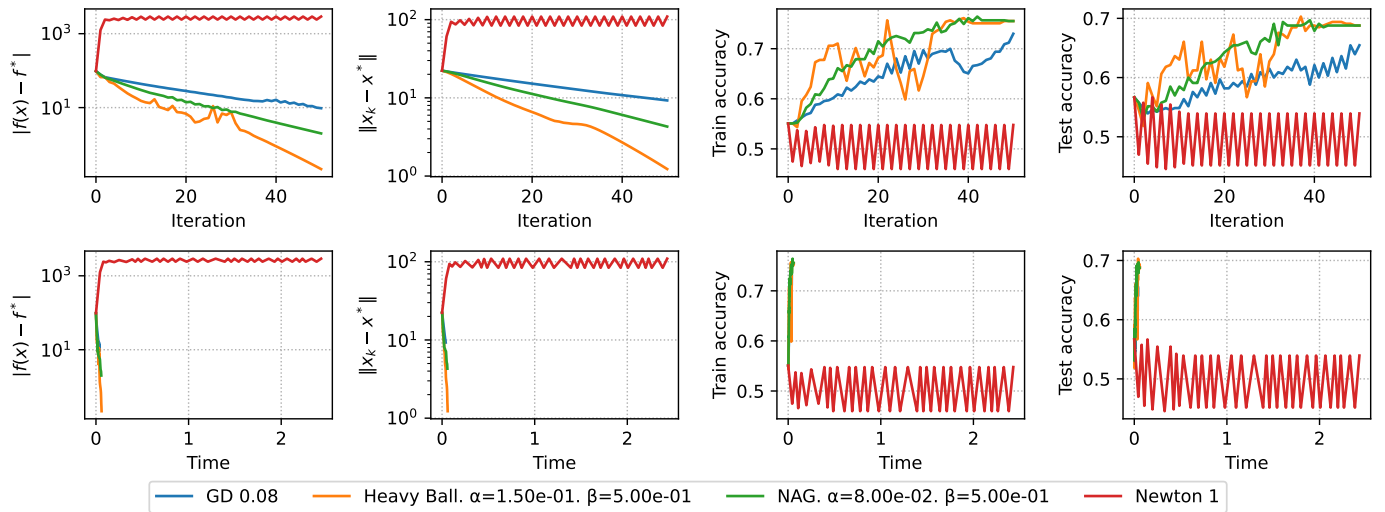 |f(x) − f*|
10³
10¹
0 20 40
Iteration
‖xₖ − x*‖
10²
10¹
10⁰
0 20 40
Iteration
Train accuracy
0.7
0.6
0.5
0 20 40
Iteration
Test accuracy
0.7
0.6
0.5
0 20 40
Iteration
|f(x) − f*|
10³
10¹
0 1 2
Time
‖xₖ − x*‖
10²
10¹
10⁰
0 1 2
Time
Train accuracy
0.7
0.6
0.5
0 1 2
Time
Test accuracy
0.7
0.6
0.5
0 1 2
Time
GD 0.08 Heavy Ball. α=1.50e-01. β=5.00e-01 NAG. α=8.00e-02. β=5.00e-01 Newton 1